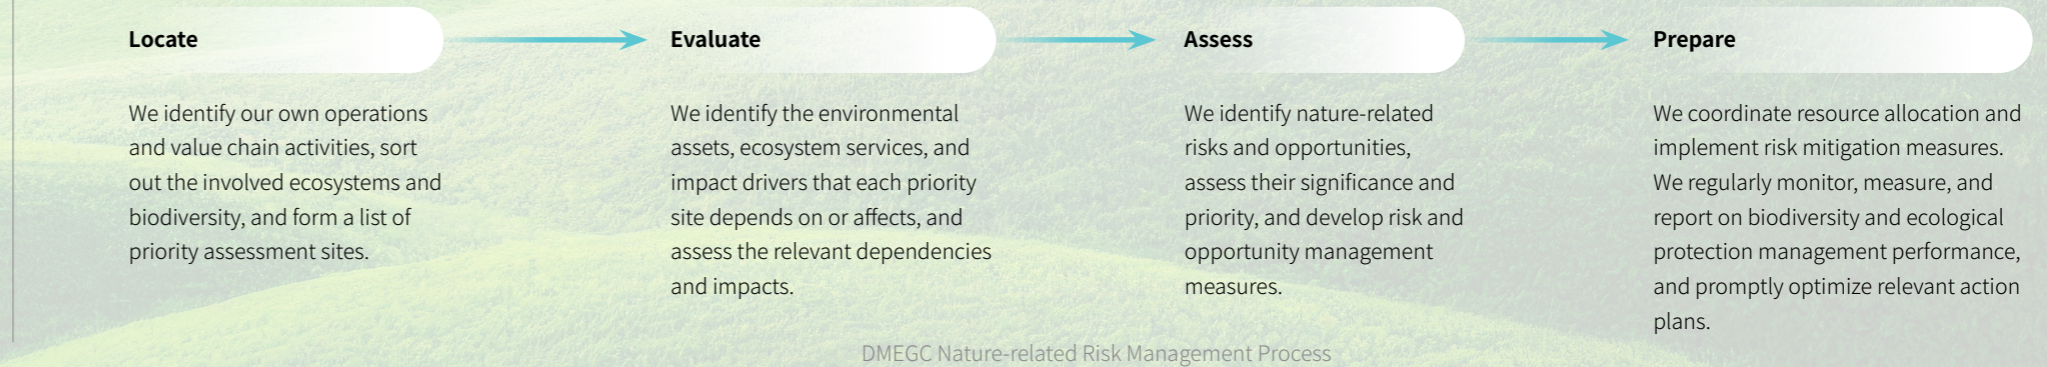 Locate
We identify our own operations
and value chain activities, sort
out the involved ecosystems and
biodiversity, and form a list of
priority assessment sites.
Evaluate
We identify the environmental
assets, ecosystem services, and
impact drivers that each priority
site depends on or affects, and
assess the relevant dependencies
and impacts.
Assess
We identify nature-related
risks and opportunities,
assess their significance and
priority, and develop risk and
opportunity management
measures.
Prepare
We coordinate resource allocation and
implement risk mitigation measures.
We regularly monitor, measure, and
report on biodiversity and ecological
protection management performance,
and promptly optimize relevant action
plans.
DMEGC Nature-related Risk Management Process